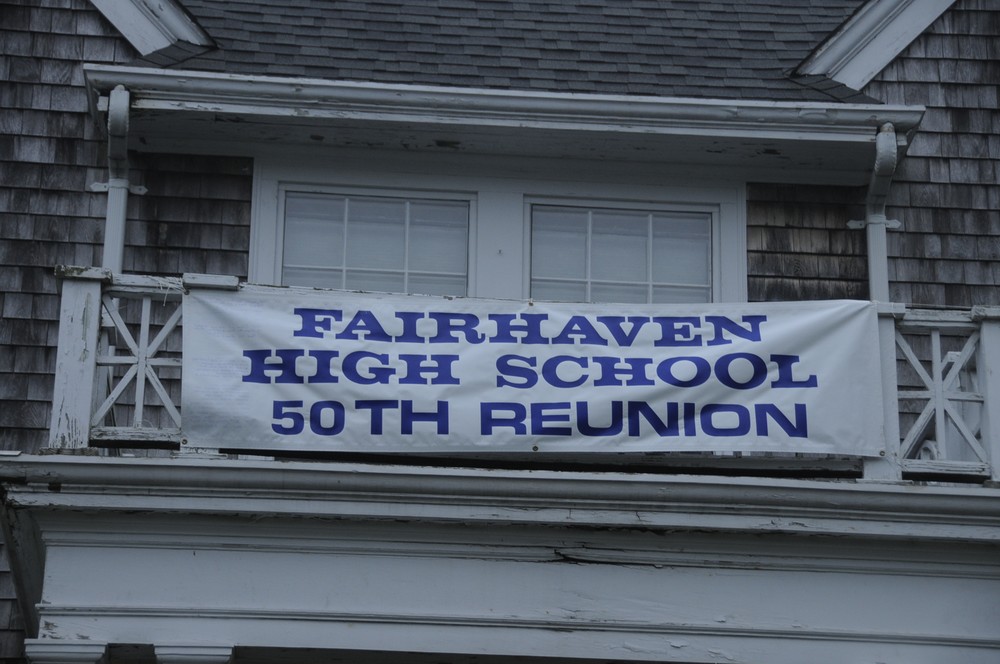 FAIRHAVEN
HIGH SCHOOL
50TH REUNION